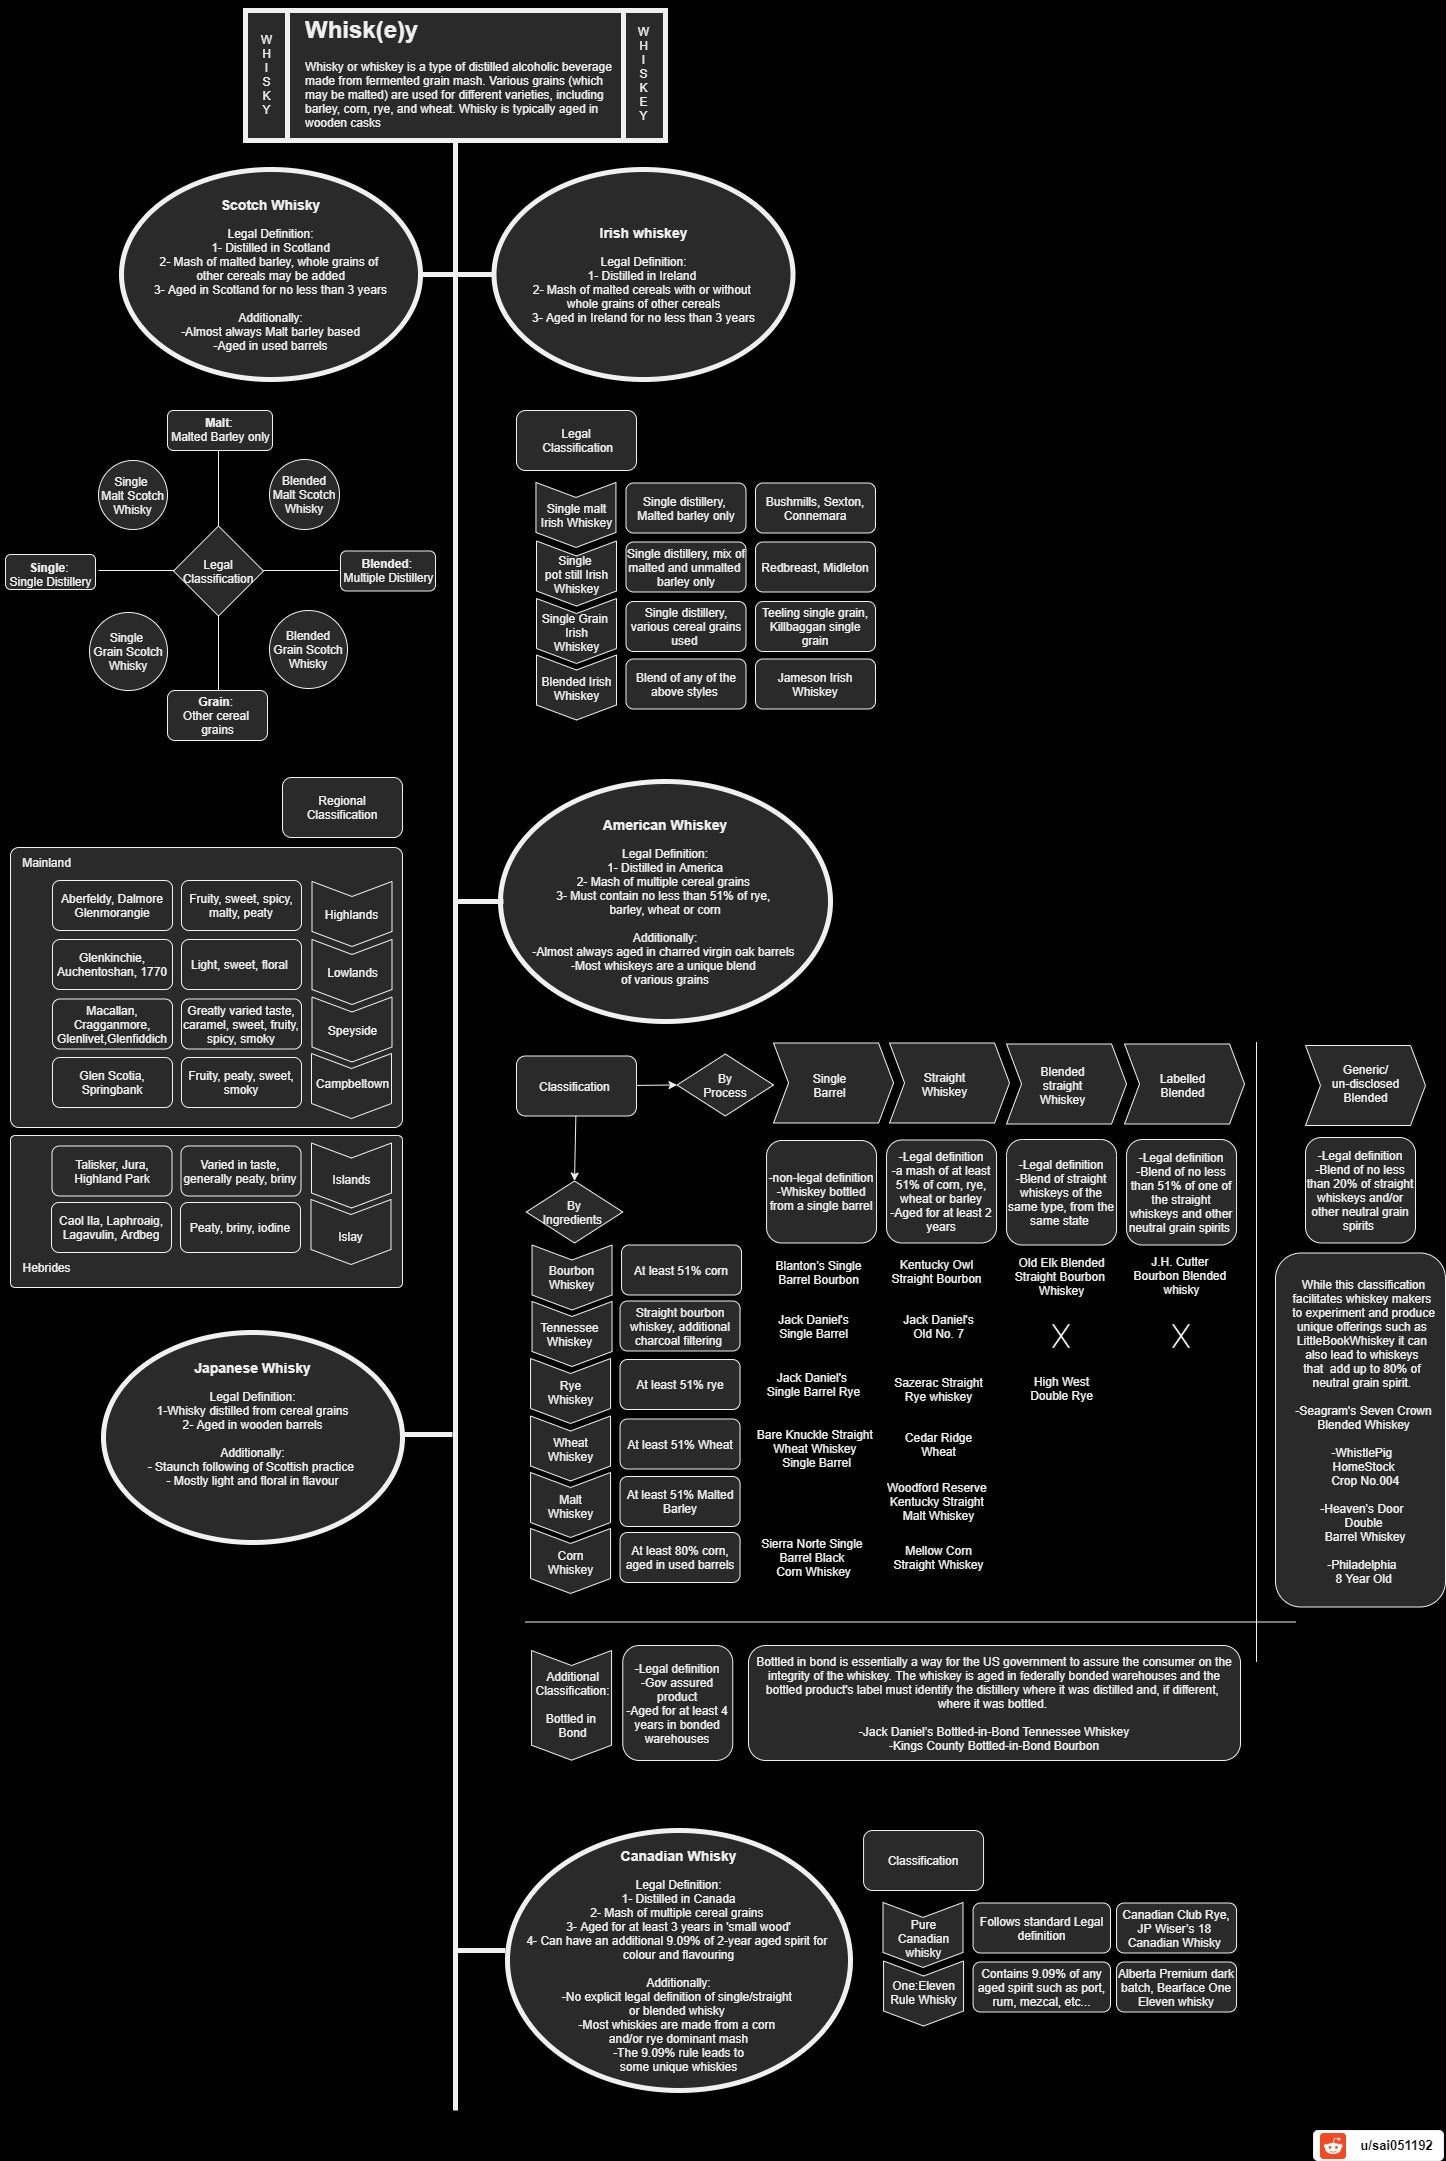 WHISKY
Whisk(e)y
Whisky or whiskey is a type of distilled alcoholic beverage
made from fermented grain mash. Various grains (which
may be malted) are used for different varieties, including
barley, corn, rye, and wheat. Whisky is typically aged in
wooden casks
WHISKEY
Scotch Whisky
Legal Definition:
1- Distilled in Scotland
2- Mash of malted barley, whole grains of
other cereals may be added
3- Aged in Scotland for no less than 3 years
Additionally:
-Almost always Malt barley based
-Aged in used barrels
Irish whiskey
Legal Definition:
1- Distilled in Ireland
2- Mash of malted cereals with or without
whole grains of other cereals
3- Aged in Ireland for no less than 3 years
Malt:
Malted Barley only
Single
Malt Scotch
Whisky
Blended
Malt Scotch
Whisky
Single:
Single Distillery
Legal
Classification
Blended:
Multiple Distillery
Single
Grain Scotch
Whisky
Blended
Grain Scotch
Whisky
Grain:
Other cereal
grains
Legal
Classification
Single malt
Irish Whiskey
Single distillery,
Malted barley only
Bushmills, Sexton,
Connemara
Single
pot still Irish
Whiskey
Single distillery, mix of
malted and unmalted
barley only
Redbreast, Midleton
Single Grain
Irish
Whiskey
Single distillery,
various cereal grains
used
Teeling single grain,
Killbaggan single
grain
Blended Irish
Whiskey
Blend of any of the
above styles
Jameson Irish
Whiskey
Regional
Classification
Mainland
Aberfeldy, Dalmore
Glenmorangie
Fruity, sweet, spicy,
malty, peaty
Highlands
Glenkinchie,
Auchentoshan, 1770
Light, sweet, floral
Lowlands
Macallan,
Cragganmore,
Glenlivet,Glenfiddich
Greatly varied taste,
caramel, sweet, fruity,
spicy, smoky
Speyside
Glen Scotia,
Springbank
Fruity, peaty, sweet,
smoky
Campbeltown
Talisker, Jura,
Highland Park
Varied in taste,
generally peaty, briny
Islands
Caol Ila, Laphroaig,
Lagavulin, Ardbeg
Peaty, briny, iodine
Islay
Hebrides
American Whiskey
Legal Definition:
1- Distilled in America
2- Mash of multiple cereal grains
3- Must contain no less than 51% of rye,
barley, wheat or corn
Additionally:
-Almost always aged in charred virgin oak barrels
-Most whiskeys are a unique blend
of various grains
Classification
By
Process
Single
Barrel
Straight
Whiskey
Blended
straight
Whiskey
Labelled
Blended
Generic/
un-disclosed
Blended
By
Ingredients
-non-legal definition
-Whiskey bottled
from a single barrel
-Legal definition
-a mash of at least
51% of corn, rye,
wheat or barley
-Aged for at least 2
years
-Legal definition
-Blend of straight
whiskeys of the
same type, from the
same state
-Legal definition
-Blend of no less
than 51% of one of
the straight
whiskeys and other
neutral grain spirits
-Legal definition
-Blend of no less
than 20% of straight
whiskeys and/or
other neutral grain
spirits
Bourbon
Whiskey
At least 51% corn
Blanton's Single
Barrel Bourbon
Kentucky Owl
Straight Bourbon
Old Elk Blended
Straight Bourbon
Whiskey
J.H. Cutter
Bourbon Blended
whisky
Tennessee
Whiskey
Straight bourbon
whiskey, additional
charcoal filtering
Jack Daniel's
Single Barrel
Jack Daniel's
Old No. 7
X
X
Rye
Whiskey
At least 51% rye
Jack Daniel's
Single Barrel Rye
Sazerac Straight
Rye whiskey
High West
Double Rye
Wheat
Whiskey
At least 51% Wheat
Bare Knuckle Straight
Wheat Whiskey
Single Barrel
Cedar Ridge
Wheat
Malt
Whiskey
At least 51% Malted
Barley
Woodford Reserve
Kentucky Straight
Malt Whiskey
Corn
Whiskey
At least 80% corn,
aged in used barrels
Sierra Norte Single
Barrel Black
Corn Whiskey
Mellow Corn
Straight Whiskey
While this classification
facilitates whiskey makers
to experiment and produce
unique offerings such as
LittleBookWhiskey it can
also lead to whiskeys
that add up to 80% of
neutral grain spirit.
-Seagram's Seven Crown
Blended Whiskey
-WhistlePig
HomeStock
Crop No.004
-Heaven's Door
Double
Barrel Whiskey
-Philadelphia
8 Year Old
Japanese Whisky
Legal Definition:
1-Whisky distilled from cereal grains
2- Aged in wooden barrels
Additionally:
- Staunch following of Scottish practice
- Mostly light and floral in flavour
Additional
Classification:
Bottled in
Bond
-Legal definition
-Gov assured
product
-Aged for at least 4
years in bonded
warehouses
Bottled in bond is essentially a way for the US government to assure the consumer on the
integrity of the whiskey. The whiskey is aged in federally bonded warehouses and the
bottled product's label must identify the distillery where it was distilled and, if different,
where it was bottled.
-Jack Daniel's Bottled-in-Bond Tennessee Whiskey
-Kings County Bottled-in-Bond Bourbon
Canadian Whisky
Legal Definition:
1- Distilled in Canada
2- Mash of multiple cereal grains
3- Aged for at least 3 years in 'small wood'
4- Can have an additional 9.09% of 2-year aged spirit for
colour and flavouring
Additionally:
-No explicit legal definition of single/straight
or blended whisky
-Most whiskies are made from a corn
and/or rye dominant mash
-The 9.09% rule leads to
some unique whiskies
Classification
Pure
Canadian
whisky
Follows standard Legal
definition
Canadian Club Rye,
JP Wiser's 18
Canadian Whisky
One:Eleven
Rule Whisky
Contains 9.09% of any
aged spirit such as port,
rum, mezcal, etc...
Alberta Premium dark
batch, Bearface One
Eleven whisky
u/sai051192